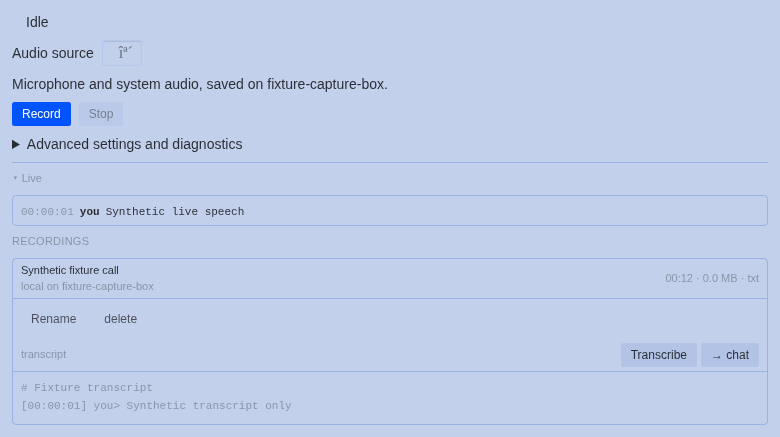 Idle
Audio source
Microphone and system audio, saved on fixture-capture-box.
Record Stop
Advanced settings and diagnostics
Live
00:00:01 you Synthetic live speech
RECORDINGS
Synthetic fixture call
local on fixture-capture-box
00:12 · 0.0 MB · txt
Rename delete
transcript
Transcribe → chat
# Fixture transcript
[00:00:01] you> Synthetic transcript only